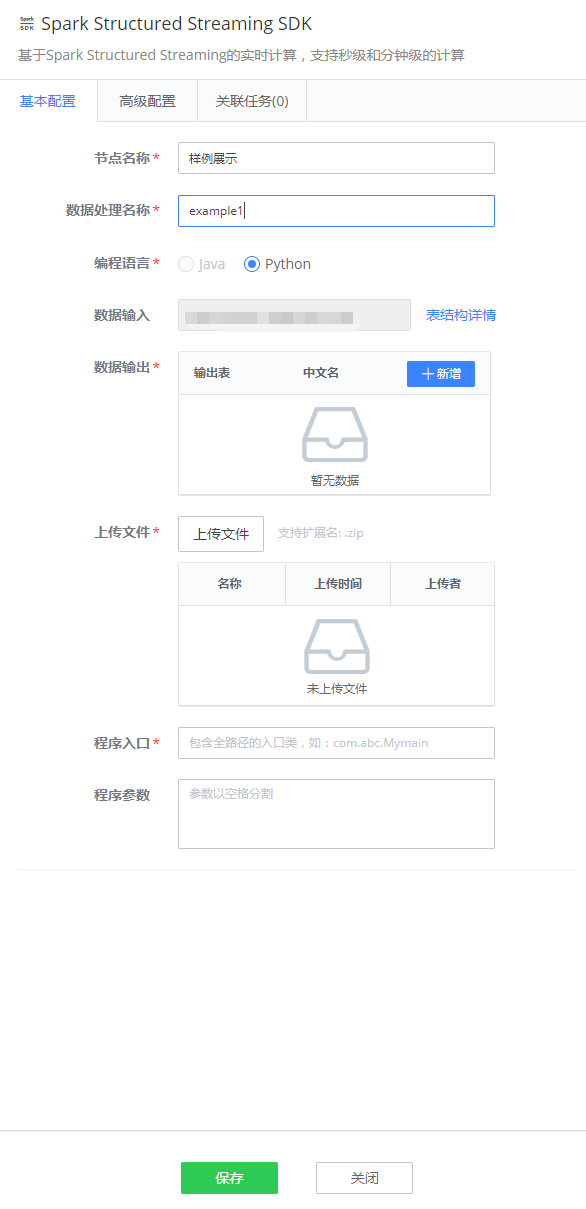 Spark SDK Spark Structured Streaming SDK
基于Spark Structured Streaming的实时计算，支持秒级和分钟级的计算
基本配置 高级配置 关联任务(0)
节点名称* 样例展示
数据处理名称* example1
编程语言* Java Python
数据输入 表结构详情
数据输出* 输出表 中文名 +新增
暂无数据
上传文件* 上传文件 支持扩展名: .zip
名称 上传时间 上传者
未上传文件
程序入口* 包含全路径的入口类，如：com.abc.Mymain
程序参数 参数以空格分割
保存 关闭